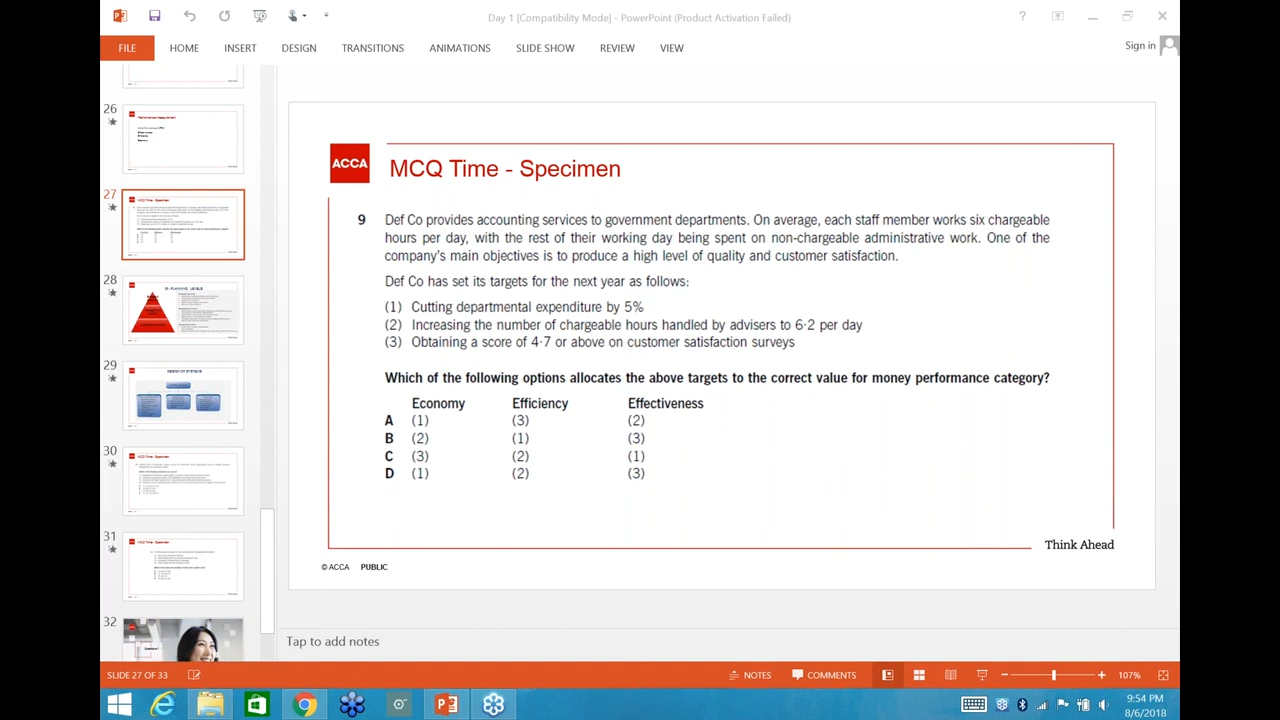 Day 1 [Compatibility Mode] - PowerPoint (Product Activation Failed)
FILE HOME INSERT DESIGN TRANSITIONS ANIMATIONS SLIDE SHOW REVIEW VIEW
Sign in
26
27
28
29
30
31
32
ACCA
MCQ Time - Specimen
9 Def Co provides accounting services for government departments. On average, each staff member works six chargeable
hours per day, with the rest of their working day being spent on non-chargeable administrative work. One of the
company's main objectives is to produce a high level of quality and customer satisfaction.
Def Co has set its targets for the next year as follows:
(1) Cutting departmental expenditure by 5%
(2) Increasing the number of chargeable hours handled by advisers to 6·2 per day
(3) Obtaining a score of 4·7 or above on customer satisfaction surveys
Which of the following options allocates the above targets to the correct value for money performance category?
Economy Efficiency Effectiveness
A (1) (3) (2)
B (2) (1) (3)
C (3) (2) (1)
D (1) (2) (3)
Think Ahead
© ACCA PUBLIC
Tap to add notes
SLIDE 27 OF 33
NOTES COMMENTS 107%
9:54 PM
8/6/2018